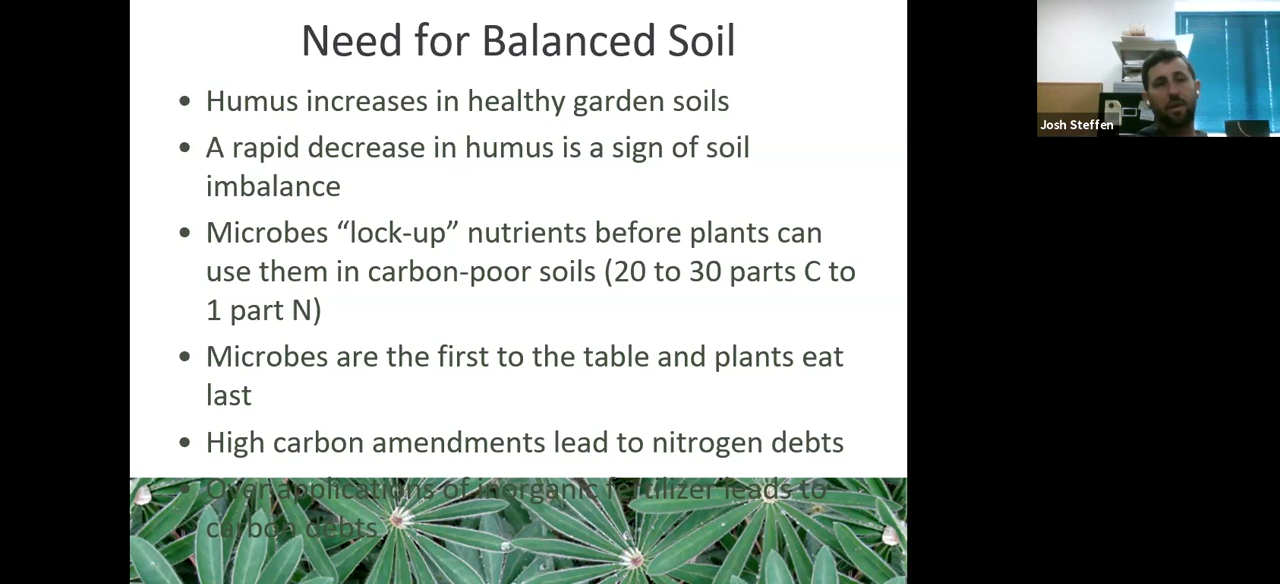 Need for Balanced Soil
• Humus increases in healthy garden soils
• A rapid decrease in humus is a sign of soil
imbalance
• Microbes “lock-up” nutrients before plants can
use them in carbon-poor soils (20 to 30 parts C to
1 part N)
• Microbes are the first to the table and plants eat
last
• High carbon amendments lead to nitrogen debts
• Over applications of inorganic fertilizer leads to
carbon debts
Josh Steffen